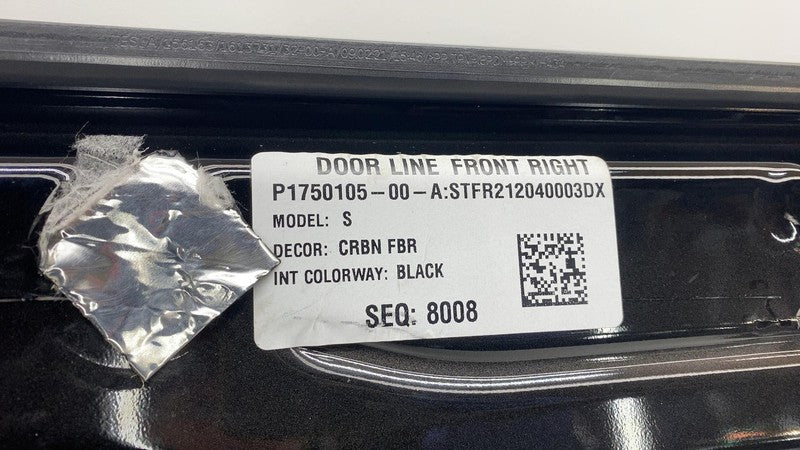 DOOR LINE FRONT RIGHT
P1750105-00-A:STFR212040003DX
MODEL: S
DECOR: CRBN FBR
INT COLORWAY: BLACK
SEQ: 8008